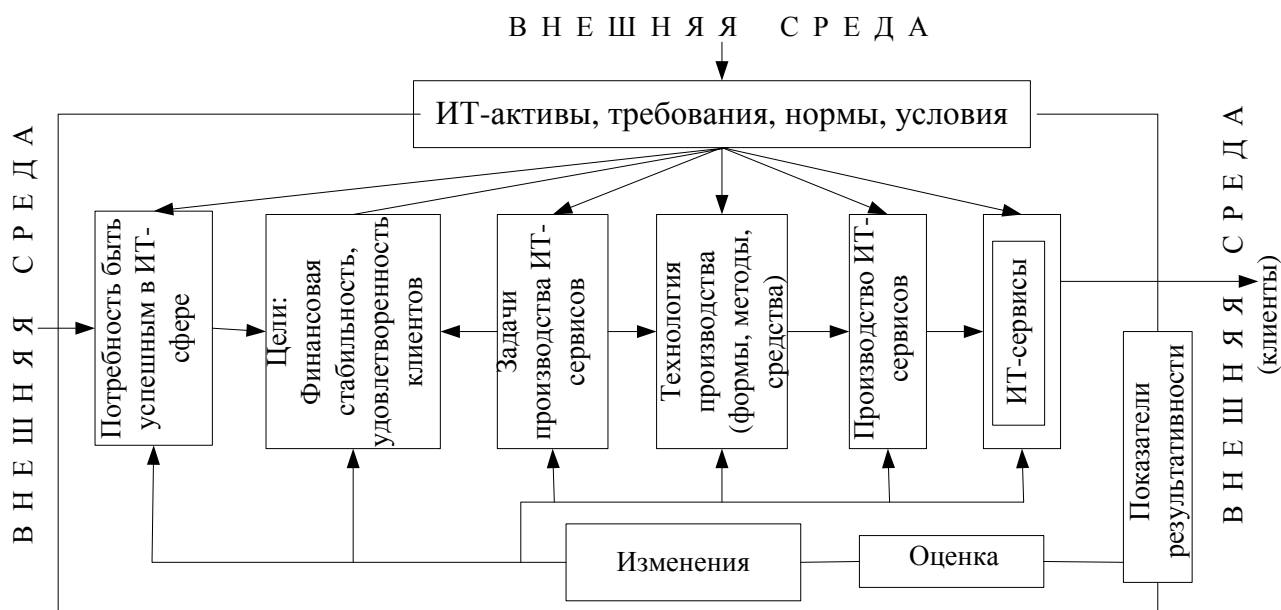 В Н Е Ш Н Я Я С Р Е Д А
ИТ-активы, требования, нормы, условия
В Н Е Ш Н Я Я С Р Е Д А
Потребность быть
успешным в ИТ-
сфере
Цели:
Финансовая
стабильность,
удовлетворенность
клиентов
Задачи
производства ИТ-
сервисов
Технология
производства
(формы, методы,
средства)
Производство ИТ-
сервисов
ИТ-сервисы
Показатели
результативности
В Н Е Ш Н Я Я С Р Е Д А
(клиенты)
Изменения
Оценка